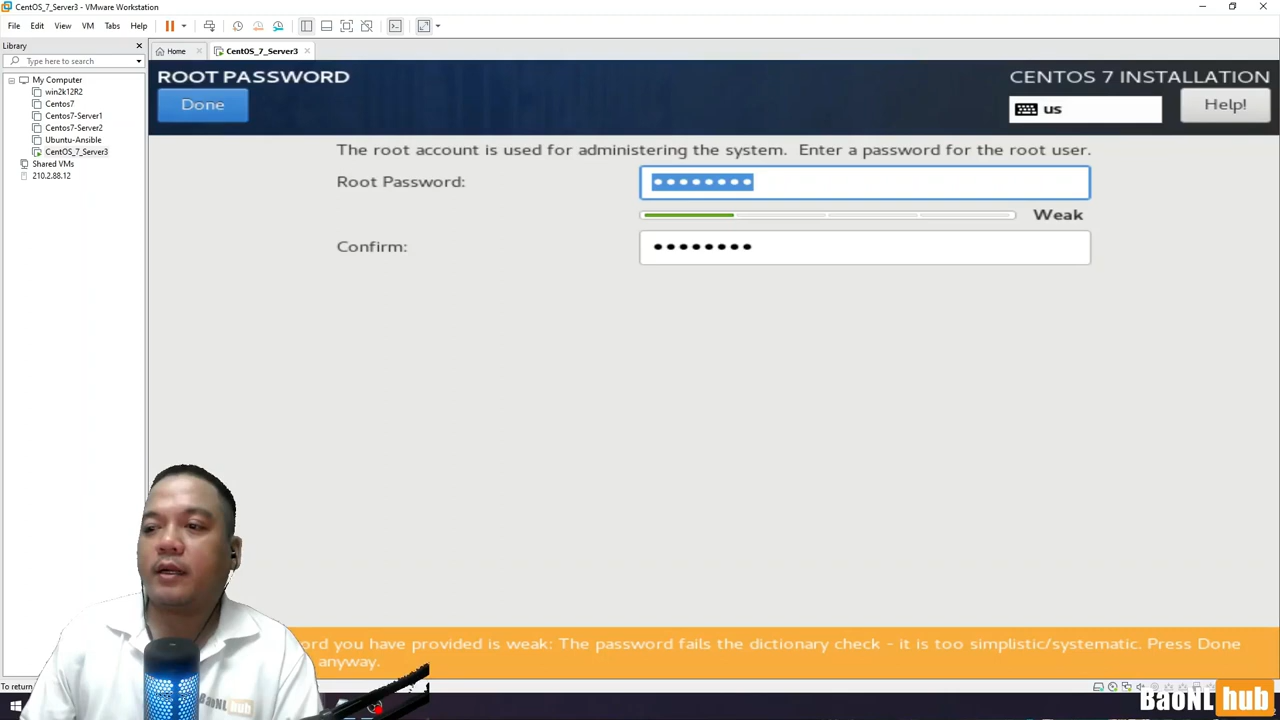 CentOS_7_Server3 - VMware Workstation
File Edit View VM Tabs Help
Library
Type here to search
My Computer
win2k12R2
Centos7
Centos7-Server1
Centos7-Server2
Ubuntu-Ansible
CentOS_7_Server3
Shared VMs
210.2.88.12
Home
CentOS_7_Server3
ROOT PASSWORD
CENTOS 7 INSTALLATION
Done
us
Help!
The root account is used for administering the system. Enter a password for the root user.
Root Password:
Weak
Confirm:
you have provided is weak: The password fails the dictionary check - it is too simplistic/systematic. Press Done
anyway.
To return
BaoNL
BaoNL hub